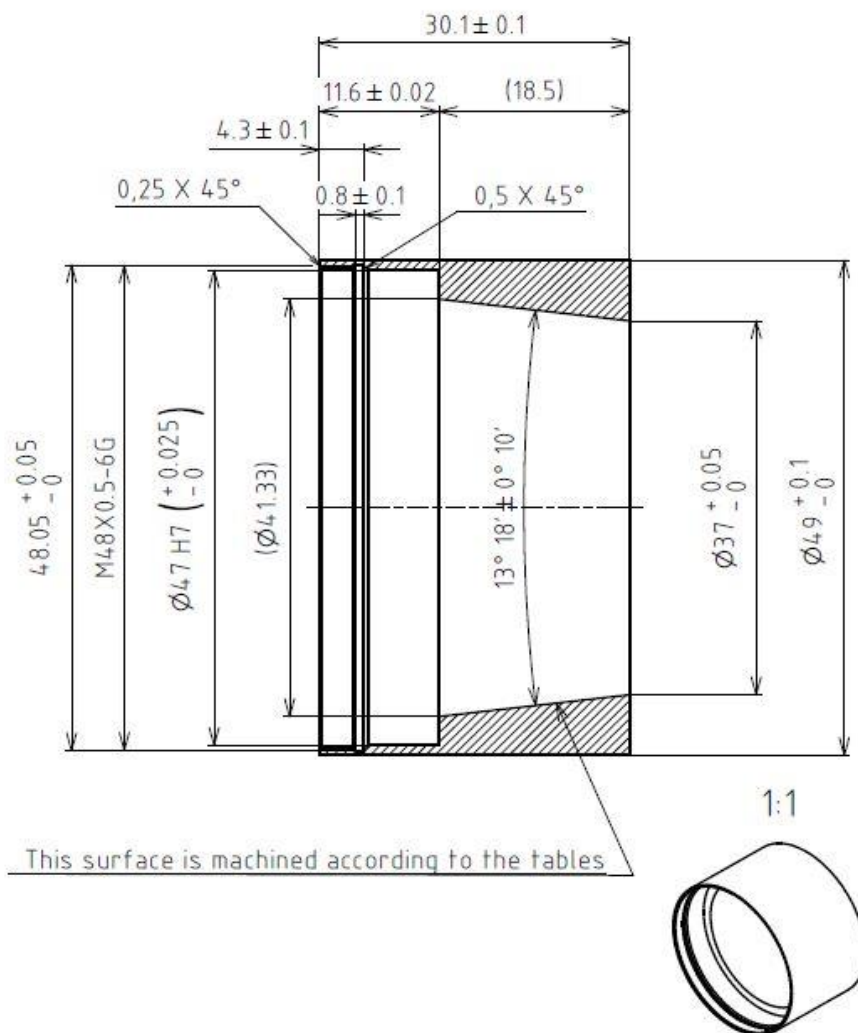 30.1 ± 0.1
11.6 ± 0.02
(18.5)
4.3 ± 0.1
0,25 X 45°
0.8 ± 0.1
0,5 X 45°
48.05 +0.05 -0
M48X0.5-6G
Ø47 H7 (+0.025 -0)
(Ø41.33)
13° 18' ± 0° 10'
Ø37 +0.05 -0
Ø49 +0.1 -0
1:1
This surface is machined according to the tables